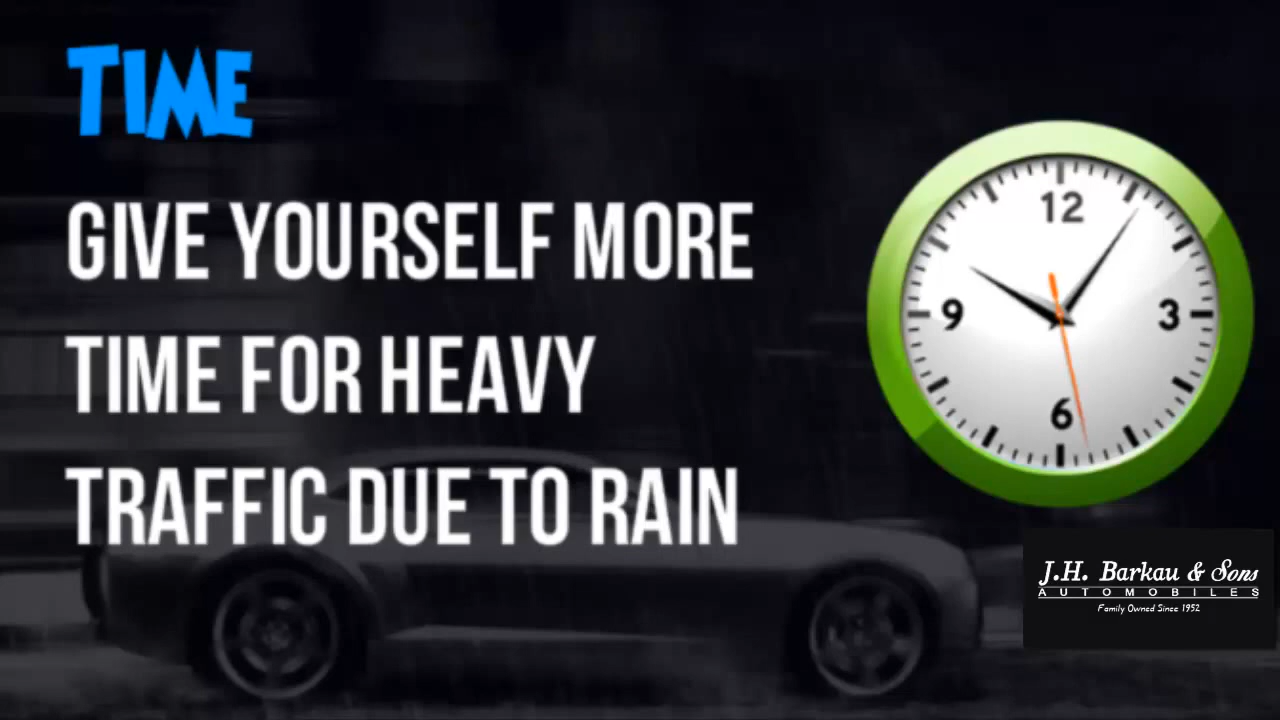 TIME
GIVE YOURSELF MORE
TIME FOR HEAVY
TRAFFIC DUE TO RAIN
12
9
3
6
J.H. Barkau & Sons
AUTOMOBILES
Family Owned Since 1952